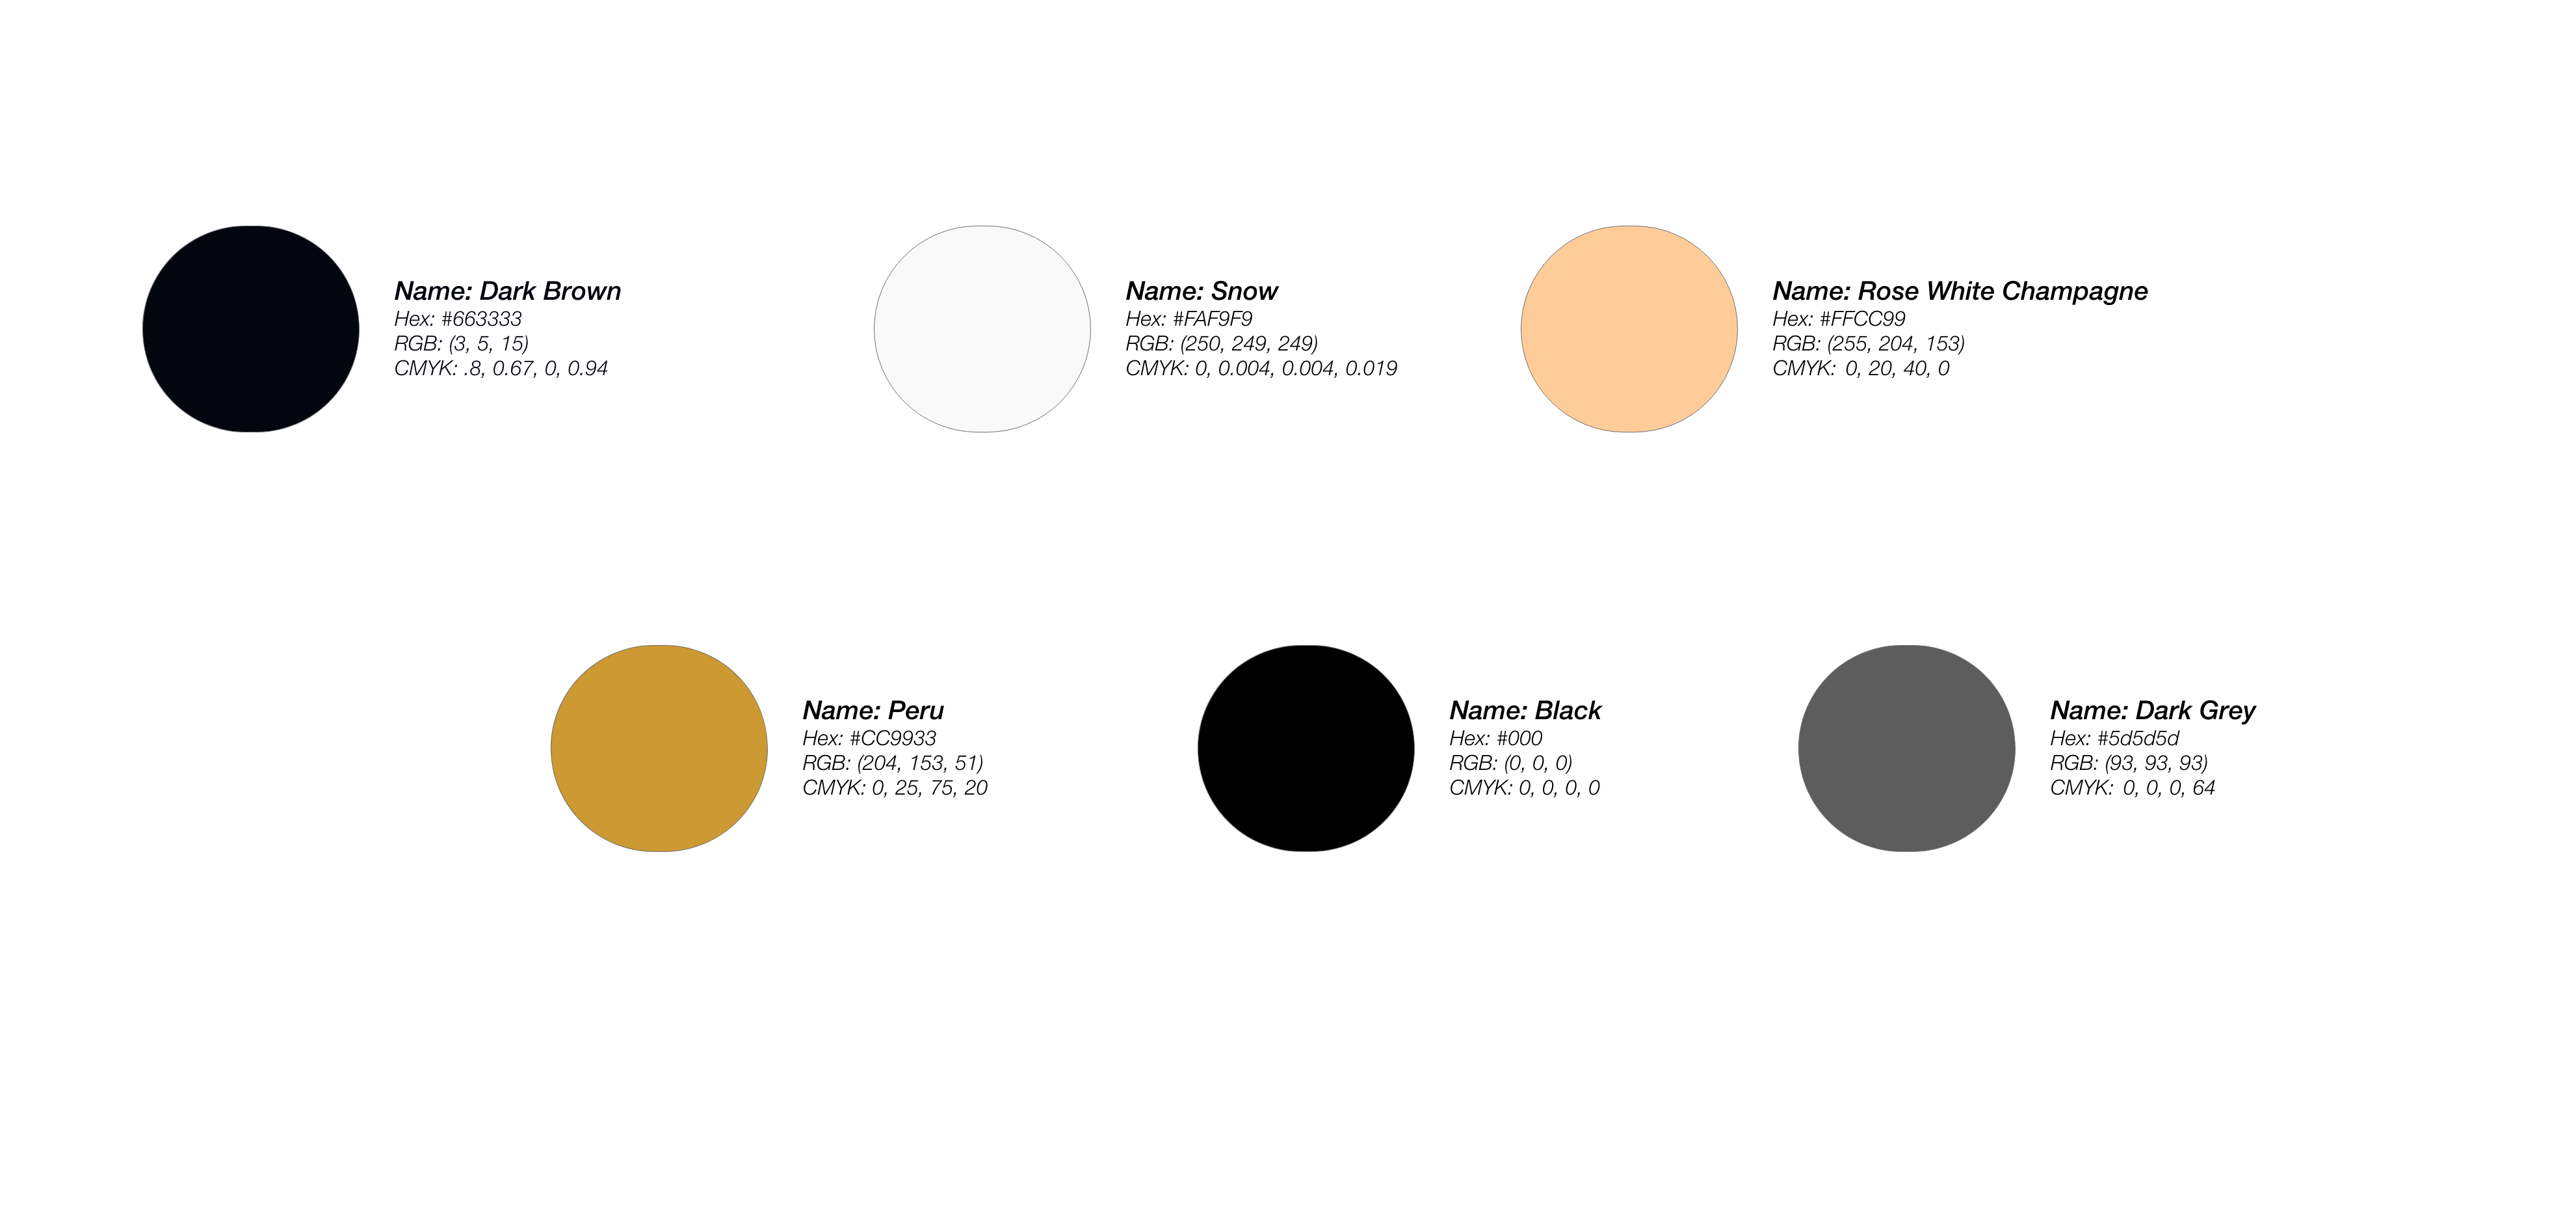 Name: Dark Brown
Hex: #663333
RGB: (3, 5, 15)
CMYK: .8, 0.67, 0, 0.94
Name: Snow
Hex: #FAF9F9
RGB: (250, 249, 249)
CMYK: 0, 0.004, 0.004, 0.019
Name: Rose White Champagne
Hex: #FFCC99
RGB: (255, 204, 153)
CMYK: 0, 20, 40, 0
Name: Peru
Hex: #CC9933
RGB: (204, 153, 51)
CMYK: 0, 25, 75, 20
Name: Black
Hex: #000
RGB: (0, 0, 0)
CMYK: 0, 0, 0, 0
Name: Dark Grey
Hex: #5d5d5d
RGB: (93, 93, 93)
CMYK: 0, 0, 0, 64